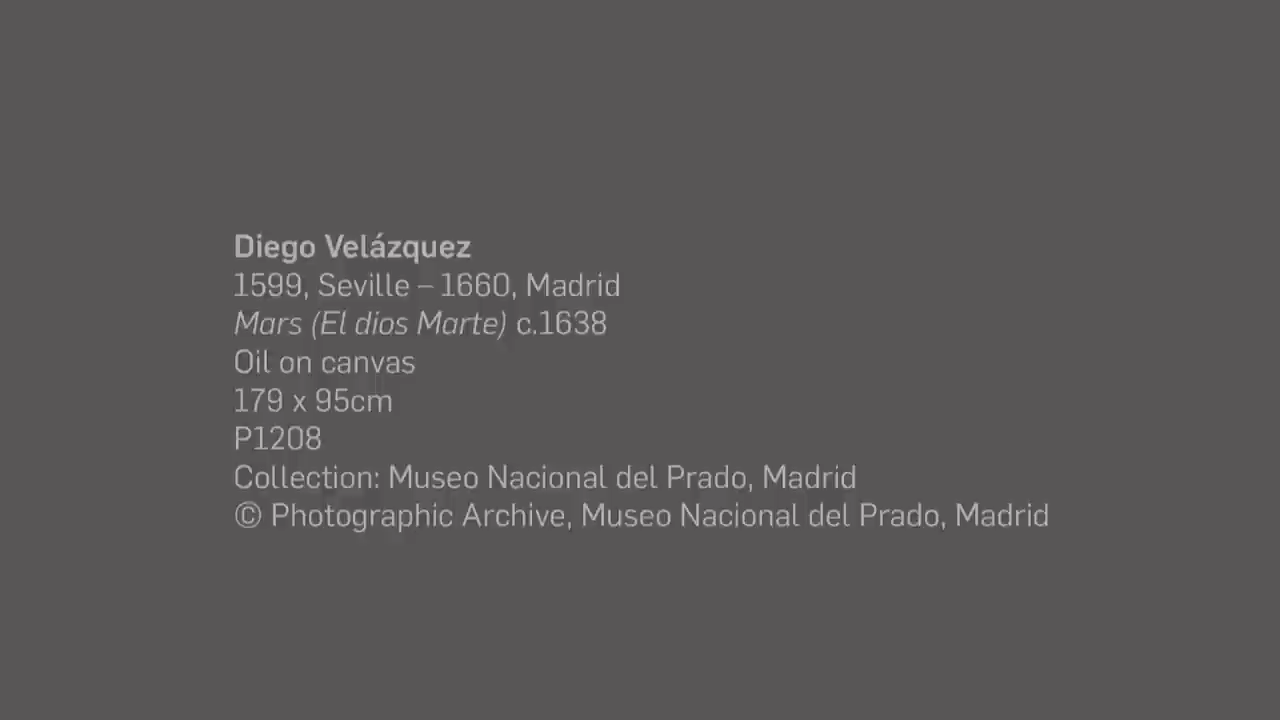 Diego Velázquez
1599, Seville – 1660, Madrid
Mars (El dios Marte) c.1638
Oil on canvas
179 x 95cm
P1208
Collection: Museo Nacional del Prado, Madrid
© Photographic Archive, Museo Nacional del Prado, Madrid